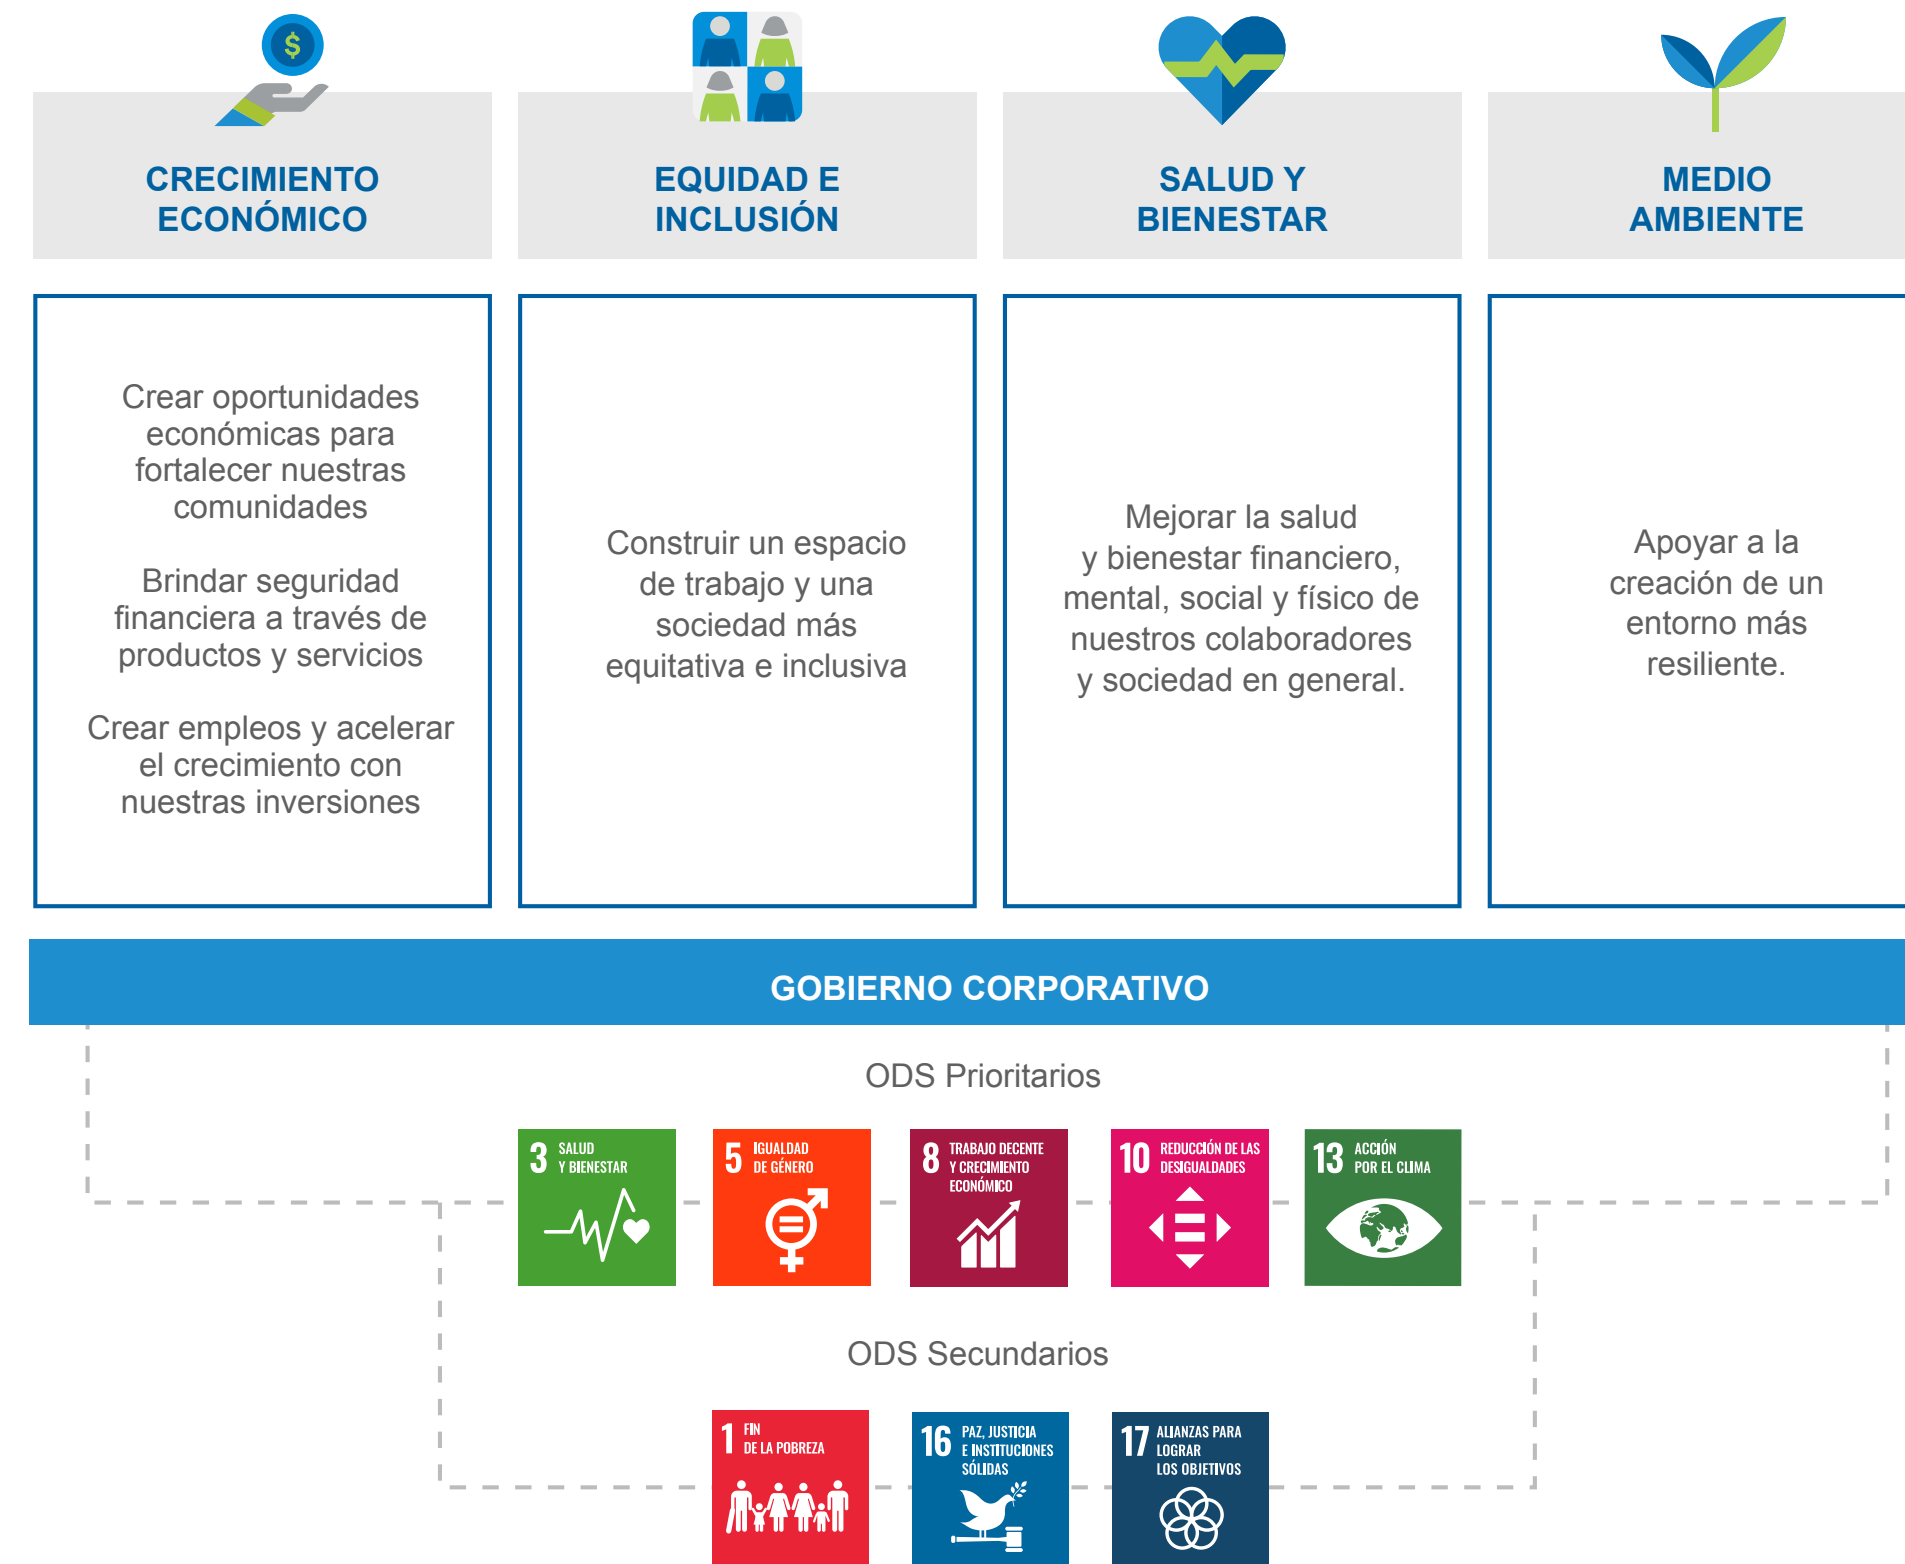 $
CRECIMIENTO
ECONÓMICO
EQUIDAD E
INCLUSIÓN
SALUD Y
BIENESTAR
MEDIO
AMBIENTE
Crear oportunidades
económicas para
fortalecer nuestras
comunidades
Brindar seguridad
financiera a través de
productos y servicios
Crear empleos y acelerar
el crecimiento con
nuestras inversiones
Construir un espacio
de trabajo y una
sociedad más
equitativa e inclusiva
Mejorar la salud
y bienestar financiero,
mental, social y físico de
nuestros colaboradores
y sociedad en general.
Apoyar a la
creación de un
entorno más
resiliente.
GOBIERNO CORPORATIVO
ODS Prioritarios
3 SALUD
Y BIENESTAR
5 IGUALDAD
DE GÉNERO
8 TRABAJO DECENTE
Y CRECIMIENTO
ECONÓMICO
10 REDUCCIÓN DE LAS
DESIGUALDADES
13 ACCIÓN
POR EL CLIMA
ODS Secundarios
1 FIN
DE LA POBREZA
16 PAZ, JUSTICIA
E INSTITUCIONES
SÓLIDAS
17 ALIANZAS PARA
LOGRAR
LOS OBJETIVOS